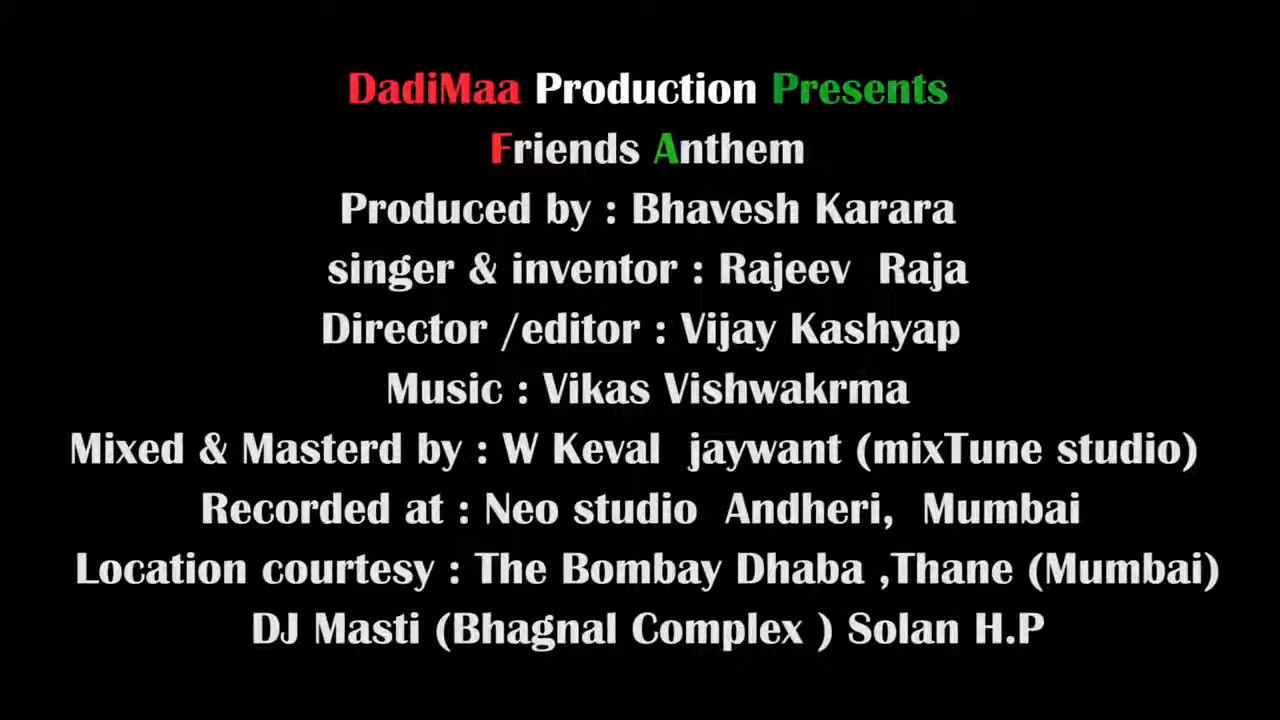 DadiMaa Production Presents
Friends Anthem
Produced by : Bhavesh Karara
singer & inventor : Rajeev Raja
Director /editor : Vijay Kashyap
Music : Vikas Vishwakrma
Mixed & Masterd by : W Keval jaywant (mixTune studio)
Recorded at : Neo studio Andheri, Mumbai
Location courtesy : The Bombay Dhaba ,Thane (Mumbai)
DJ Masti (Bhagnal Complex ) Solan H.P